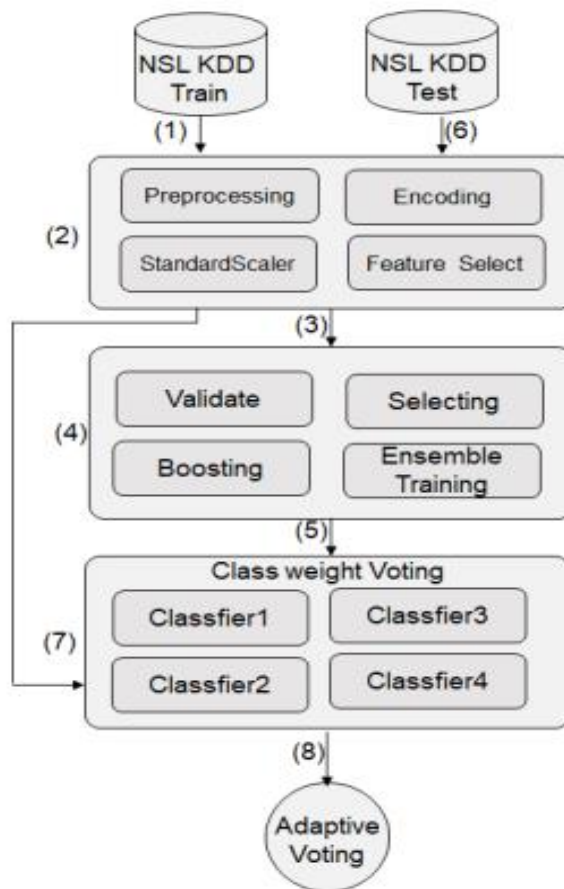 NSL KDD
Train
NSL KDD
Test
(1)
(6)
Preprocessing
Encoding
(2)
StandardScaler
Feature Select
(3)
Validate
Selecting
(4)
Boosting
Ensemble
Training
(5)
Class weight Voting
Classfier1
Classfier3
(7)
Classfier2
Classfier4
(8)
Adaptive
Voting